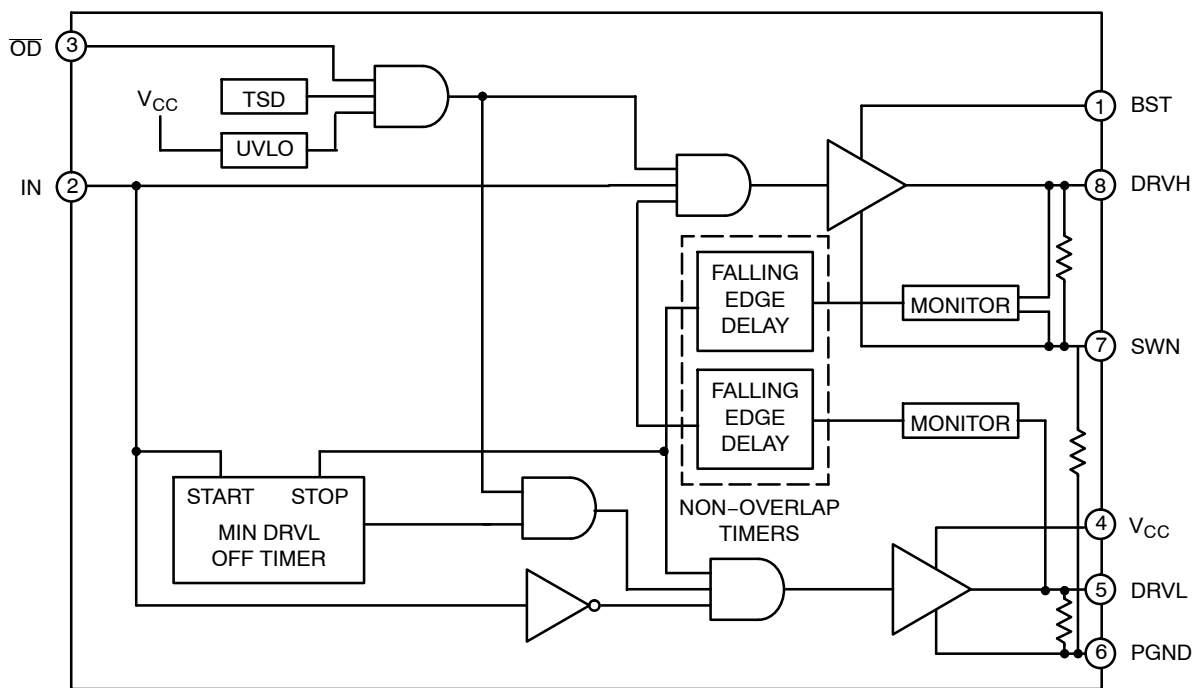 OD
3
VCC
TSD
UVLO
1
BST
IN
2
8
DRVH
FALLING
EDGE
DELAY
MONITOR
7
SWN
FALLING
EDGE
DELAY
MONITOR
START
STOP
MIN DRVL
OFF TIMER
NON−OVERLAP
TIMERS
4
VCC
5
DRVL
6
PGND